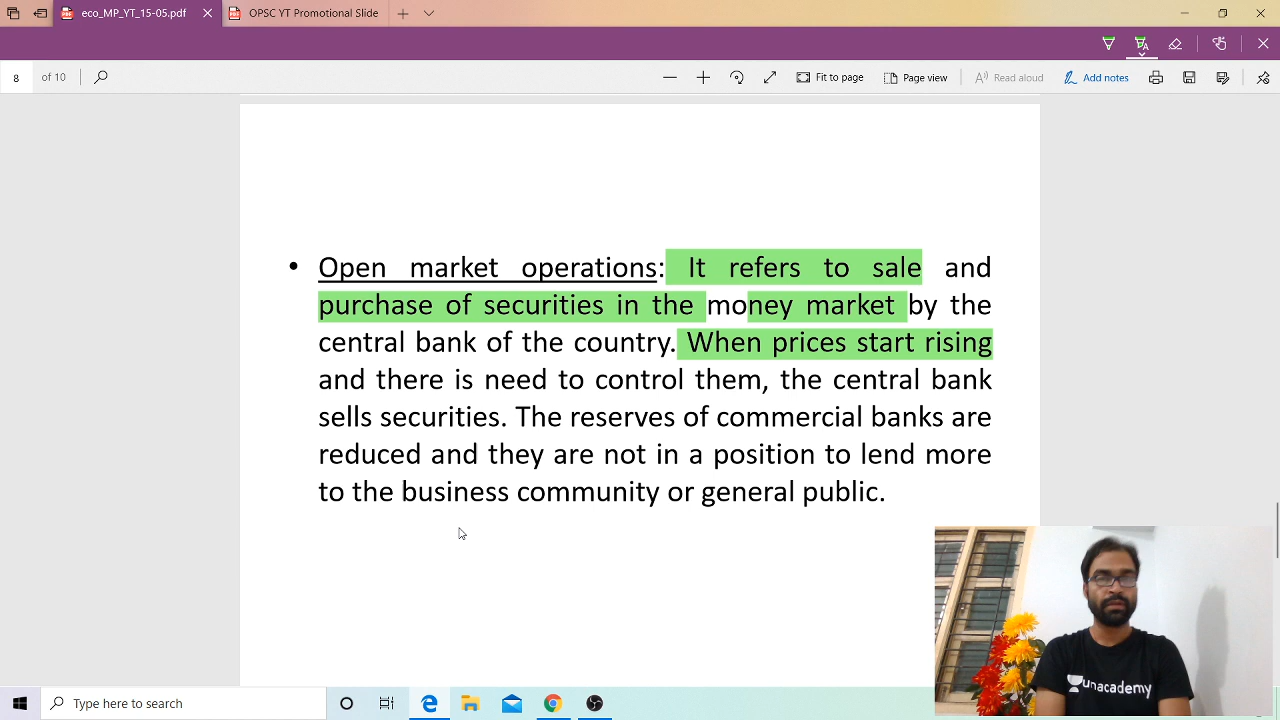 eco_MP_YT_15-05.pdf
OPSC YT Promotional Slide
8 of 10
Fit to page
Page view
Read aloud
Add notes
• Open market operations: It refers to sale and
purchase of securities in the money market by the
central bank of the country. When prices start rising
and there is need to control them, the central bank
sells securities. The reserves of commercial banks are
reduced and they are not in a position to lend more
to the business community or general public.
unacademy
Type here to search